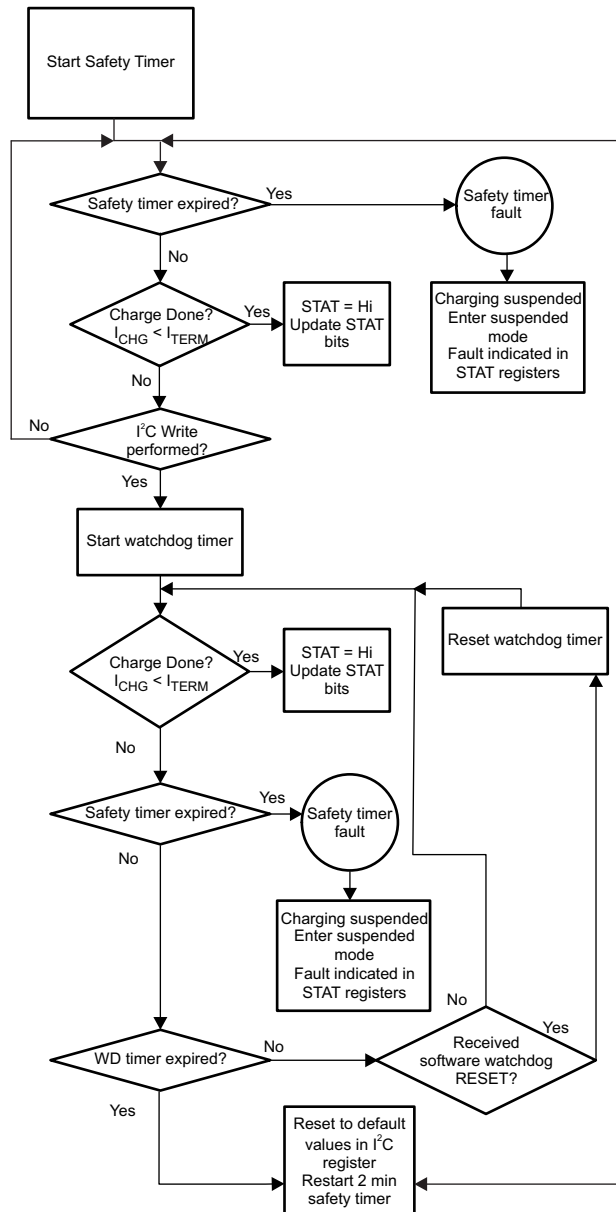 Start Safety Timer
Safety timer expired?
Yes
Safety timer
fault
No
Charging suspended
Enter suspended
mode
Fault indicated in
STAT registers
Charge Done?
I_CHG < I_TERM
Yes
STAT = Hi
Update STAT
bits
No
No
I²C Write
performed?
Yes
Start watchdog timer
Reset watchdog timer
Charge Done?
I_CHG < I_TERM
Yes
STAT = Hi
Update STAT
bits
No
Safety timer expired?
Yes
Safety timer
fault
No
Charging suspended
Enter suspended
mode
Fault indicated in
STAT registers
WD timer expired?
No
Received
software watchdog
RESET?
No
Yes
Yes
Reset to default
values in I²C
register
Restart 2 min
safety timer